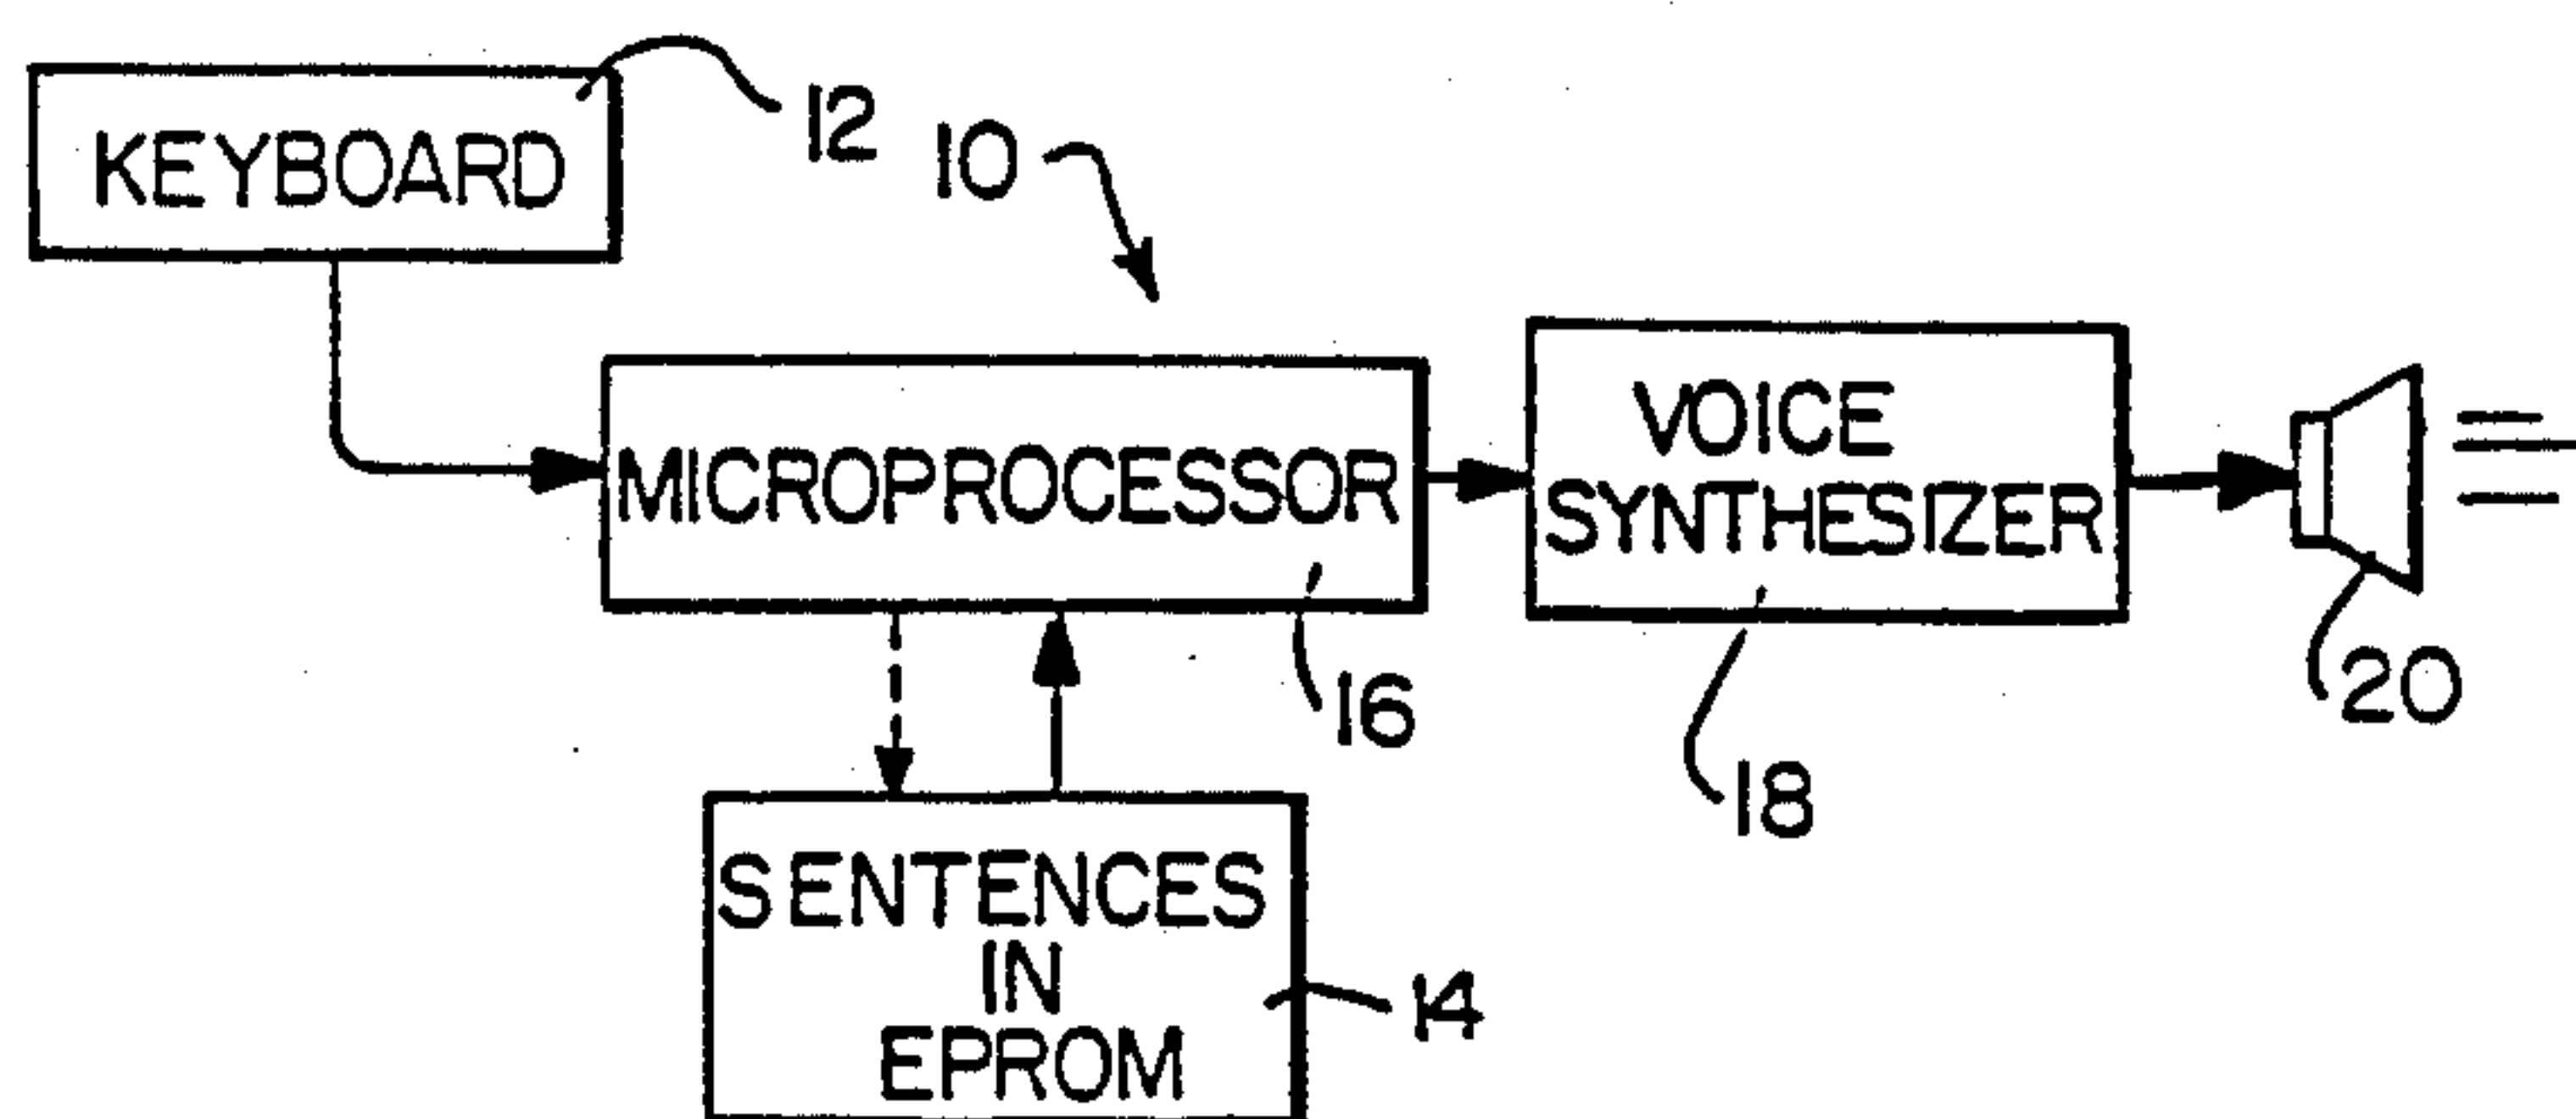 KEYBOARD
12
10
MICROPROCESSOR
16
VOICE
SYNTHESIZER
18
20
SENTENCES
IN
EPROM
14